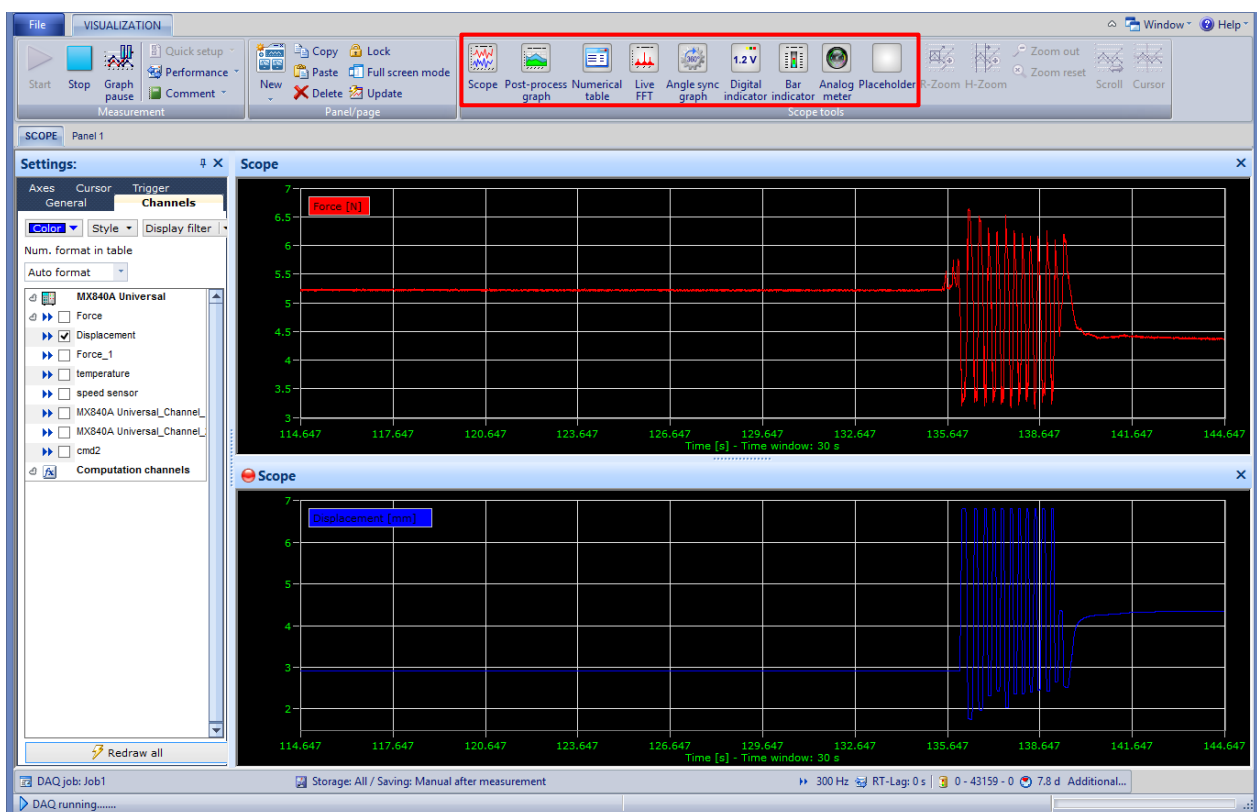 File VISUALIZATION Window Help
Start Stop Graph pause Quick setup Performance Comment
Measurement
New Copy Paste Delete Lock Full screen mode Update
Panel/page
Scope Post-process graph Numerical table Live FFT Angle sync graph 1.2 V Digital indicator Bar indicator Analog meter Placeholder R-Zoom H-Zoom Zoom out Zoom reset Scroll Cursor
360°
Scope tools
SCOPE Panel 1
Settings:
Axes Cursor Trigger
General Channels
Color Style Display filter
Num. format in table
Auto format
MX840A Universal
Force
Displacement
Force_1
temperature
speed sensor
MX840A Universal_Channel_
MX840A Universal_Channel_
cmd2
fx Computation channels
Redraw all
Scope
Force [N]
7
6.5
6
5.5
5
4.5
4
3.5
3
114.647 117.647 120.647 123.647 126.647 129.647 132.647 135.647 138.647 141.647 144.647
Time [s] - Time window: 30 s
Scope
Displacement [mm]
7
6
5
4
3
2
114.647 117.647 120.647 123.647 126.647 129.647 132.647 135.647 138.647 141.647 144.647
Time [s] - Time window: 30 s
DAQ job: Job1 Storage: All / Saving: Manual after measurement 300 Hz RT-Lag: 0 s 0 - 43159 - 0 7.8 d Additional...
DAQ running.......